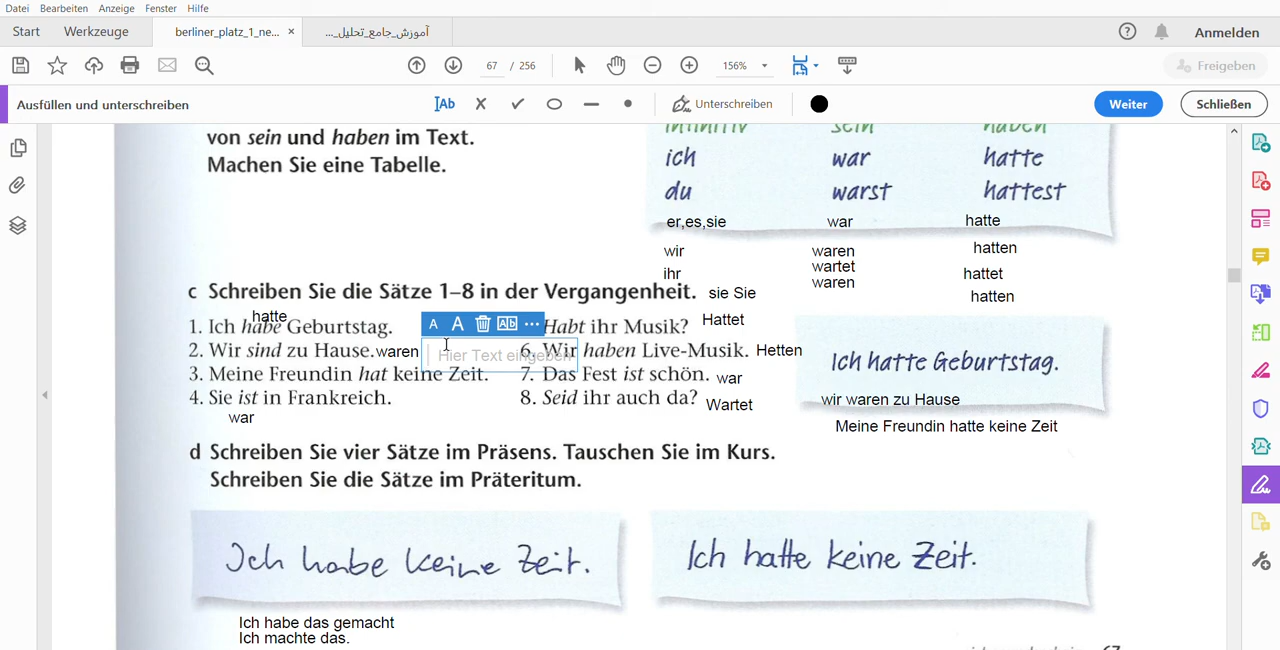 Datei Bearbeiten Anzeige Fenster Hilfe
Start Werkzeuge berliner_platz_1_ne... × آموزش_جامع_تحلیل_... Anmelden
67 / 256 156% Freigeben
Ausfüllen und unterschreiben Ab Unterschreiben Weiter Schließen
von sein und haben im Text.
Machen Sie eine Tabelle.
Infinitiv sein haben
ich war hatte
du warst hattest
er,es,sie war hatte
wir waren hatten
ihr wartet hattet
sie Sie waren hatten
c Schreiben Sie die Sätze 1–8 in der Vergangenheit.
hatte
1. Ich habe Geburtstag.
2. Wir sind zu Hause. waren
3. Meine Freundin hat keine Zeit.
4. Sie ist in Frankreich.
war
A A Ab ...
Hier Text eingeben
Habt ihr Musik? Hattet
6. Wir haben Live-Musik. Hetten
7. Das Fest ist schön. war
8. Seid ihr auch da? Wartet
Ich hatte Geburtstag.
wir waren zu Hause
Meine Freundin hatte keine Zeit
d Schreiben Sie vier Sätze im Präsens. Tauschen Sie im Kurs.
Schreiben Sie die Sätze im Präteritum.
Ich habe keine Zeit.
Ich hatte keine Zeit.
Ich habe das gemacht
Ich machte das.